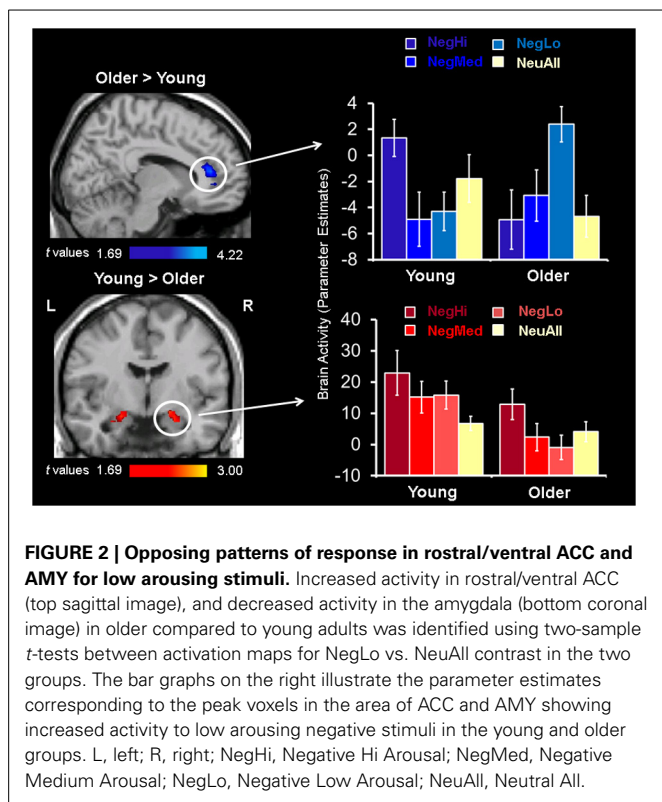 NegHi NegLo
NegMed NeuAll
Older > Young
4
2
0
-2
-4
-6
-8
Young Older
t values 1.69 4.22
Brain Activity (Parameter Estimates)
Young > Older
L R
NegHi NegLo
NegMed NeuAll
40
30
20
10
0
-10
Young Older
t values 1.69 3.00
FIGURE 2 | Opposing patterns of response in rostral/ventral ACC and
AMY for low arousing stimuli. Increased activity in rostral/ventral ACC
(top sagittal image), and decreased activity in the amygdala (bottom coronal
image) in older compared to young adults was identified using two-sample
t-tests between activation maps for NegLo vs. NeuAll contrast in the two
groups. The bar graphs on the right illustrate the parameter estimates
corresponding to the peak voxels in the area of ACC and AMY showing
increased activity to low arousing negative stimuli in the young and older
groups. L, left; R, right; NegHi, Negative Hi Arousal; NegMed, Negative
Medium Arousal; NegLo, Negative Low Arousal; NeuAll, Neutral All.